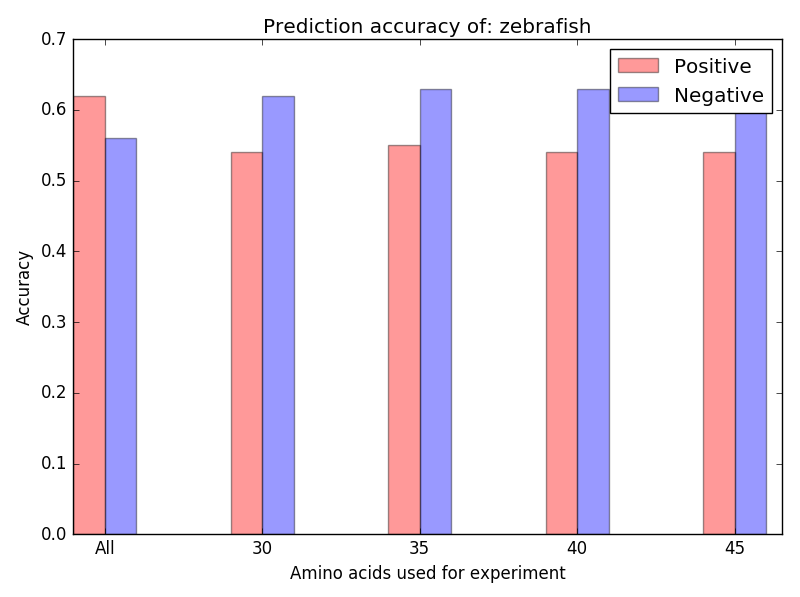 Prediction accuracy of: zebrafish
Positive
Negative
0.7
0.6
0.5
0.4
0.3
0.2
0.1
0.0
Accuracy
All 30 35 40 45
Amino acids used for experiment